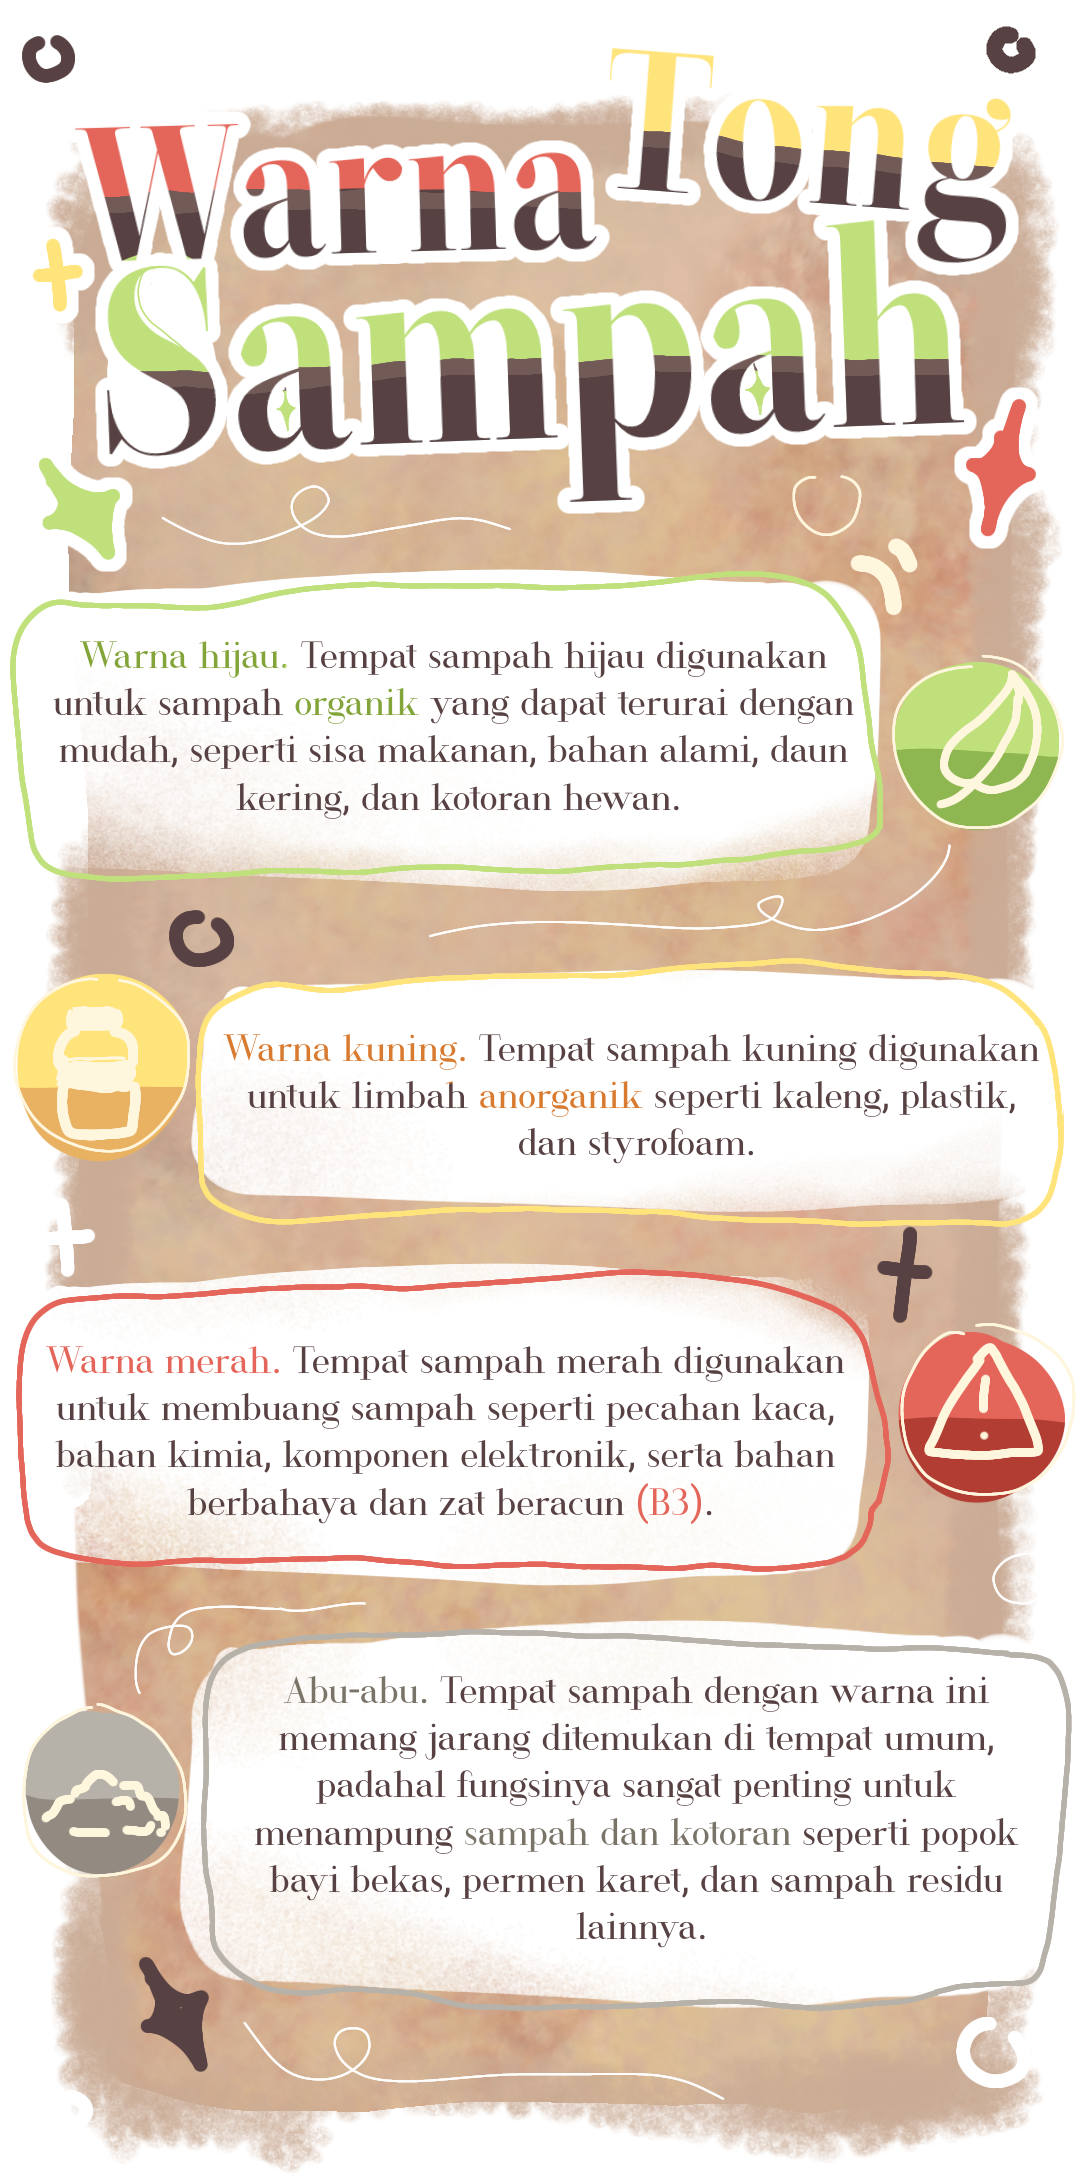 Warna Tong
Sampah
Warna hijau. Tempat sampah hijau digunakan
untuk sampah organik yang dapat terurai dengan
mudah, seperti sisa makanan, bahan alami, daun
kering, dan kotoran hewan.
Warna kuning. Tempat sampah kuning digunakan
untuk limbah anorganik seperti kaleng, plastik,
dan styrofoam.
Warna merah. Tempat sampah merah digunakan
untuk membuang sampah seperti pecahan kaca,
bahan kimia, komponen elektronik, serta bahan
berbahaya dan zat beracun (B3).
Abu-abu. Tempat sampah dengan warna ini
memang jarang ditemukan di tempat umum,
padahal fungsinya sangat penting untuk
menampung sampah dan kotoran seperti popok
bayi bekas, permen karet, dan sampah residu
lainnya.